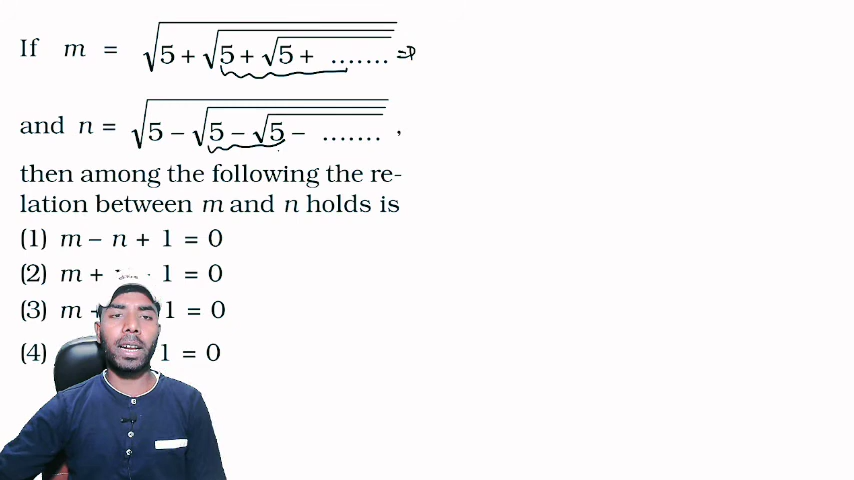 If m = √5 + √5 + √5 + ....... =P
and n = √5 – √5 – √5 – ....... ,
then among the following the re-
lation between m and n holds is
(1) m – n + 1 = 0
(2) m + 1 = 0
(3) m 1 = 0
(4) 1 = 0